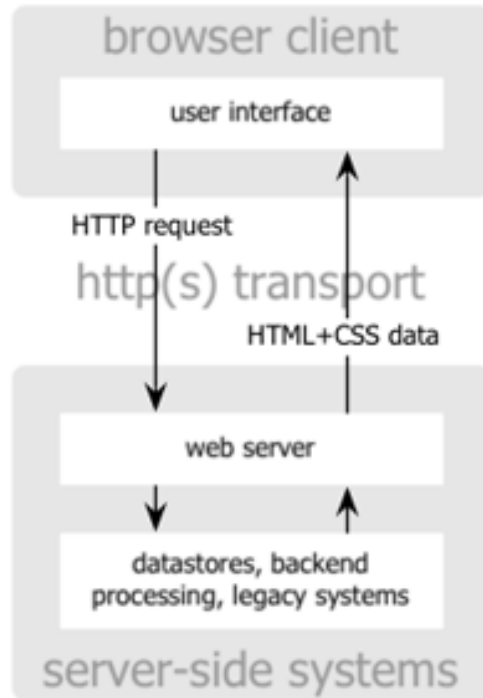 browser client
user interface
HTTP request
http(s) transport
HTML+CSS data
web server
datastores, backend
processing, legacy systems
server-side systems